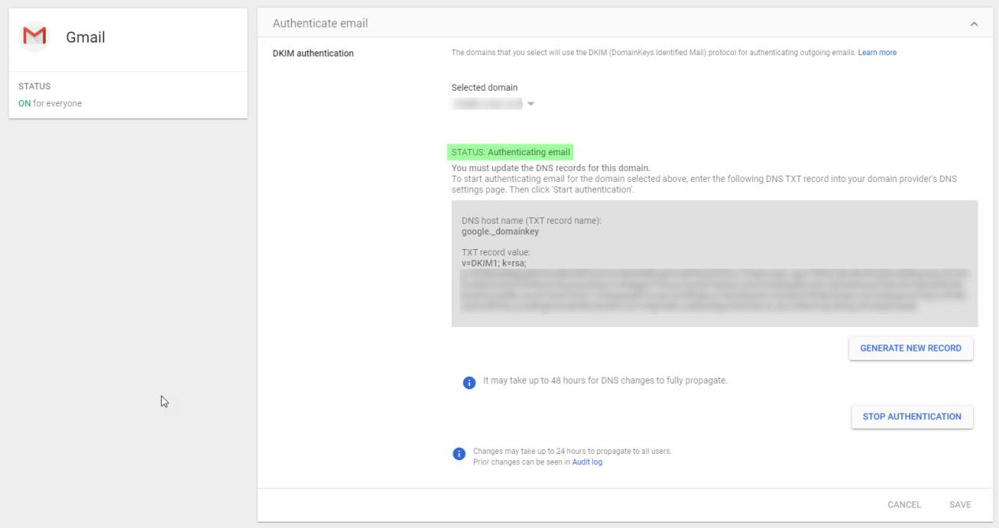 Gmail
STATUS
ON for everyone
Authenticate email
DKIM authentication
The domains that you select will use the DKIM (DomainKeys Identified Mail) protocol for authenticating outgoing emails. Learn more
Selected domain
STATUS: Authenticating email
You must update the DNS records for this domain.
To start authenticating email for the domain selected above, enter the following DNS TXT record into your domain provider's DNS
settings page. Then click 'Start authentication'.
DNS host name (TXT record name):
google._domainkey
TXT record value:
v=DKIM1; k=rsa;
GENERATE NEW RECORD
It may take up to 48 hours for DNS changes to fully propagate.
STOP AUTHENTICATION
Changes may take up to 24 hours to propagate to all users.
Prior changes can be seen in Audit log
CANCEL SAVE